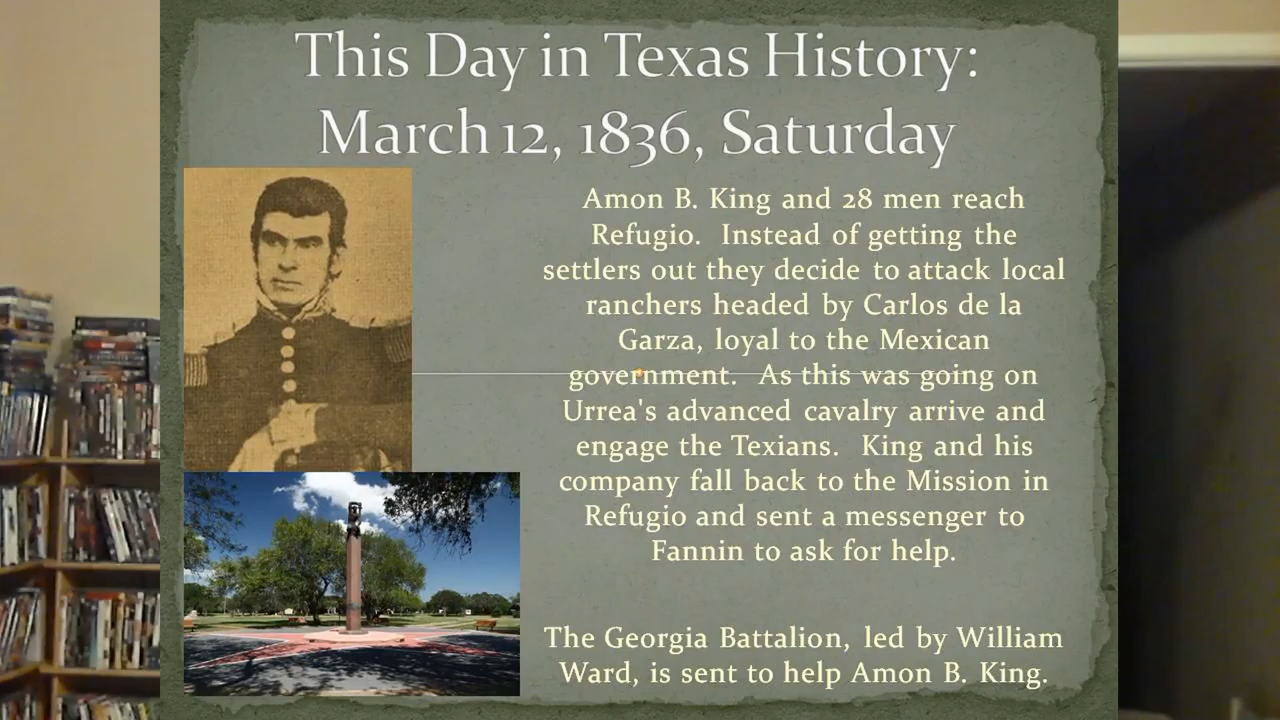 This Day in Texas History:
March 12, 1836, Saturday
Amon B. King and 28 men reach
Refugio.  Instead of getting the
settlers out they decide to attack local
ranchers headed by Carlos de la
Garza, loyal to the Mexican
government.  As this was going on
Urrea's advanced cavalry arrive and
engage the Texians.  King and his
company fall back to the Mission in
Refugio and sent a messenger to
Fannin to ask for help.
The Georgia Battalion, led by William
Ward, is sent to help Amon B. King.